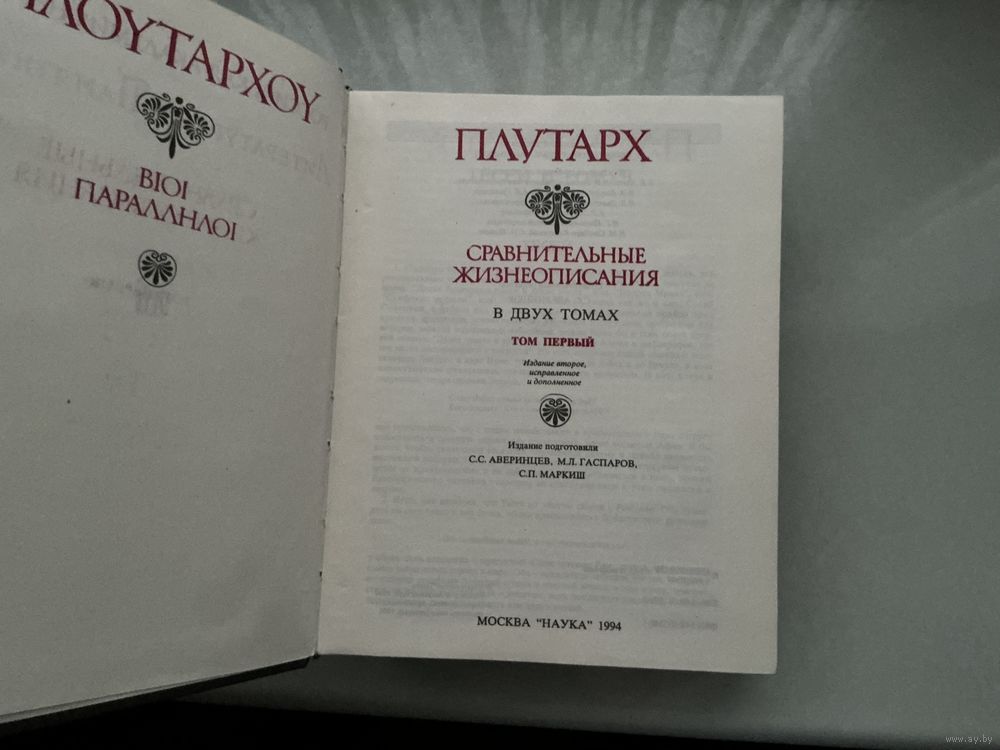 ΛΟΥΤΑΡΧΟΥ
ΒΙΟΙ
ΠΑΡΑΛΛΗΛΟΙ
ПЛУТАРХ
СРАВНИТЕЛЬНЫЕ
ЖИЗНЕОПИСАНИЯ
В ДВУХ ТОМАХ
ТОМ ПЕРВЫЙ
Издание второе,
исправленное
и дополненное
Издание подготовили
С.С. АВЕРИНЦЕВ, М.Л. ГАСПАРОВ,
С.П. МАРКИШ
МОСКВА "НАУКА" 1994
www.ay.by